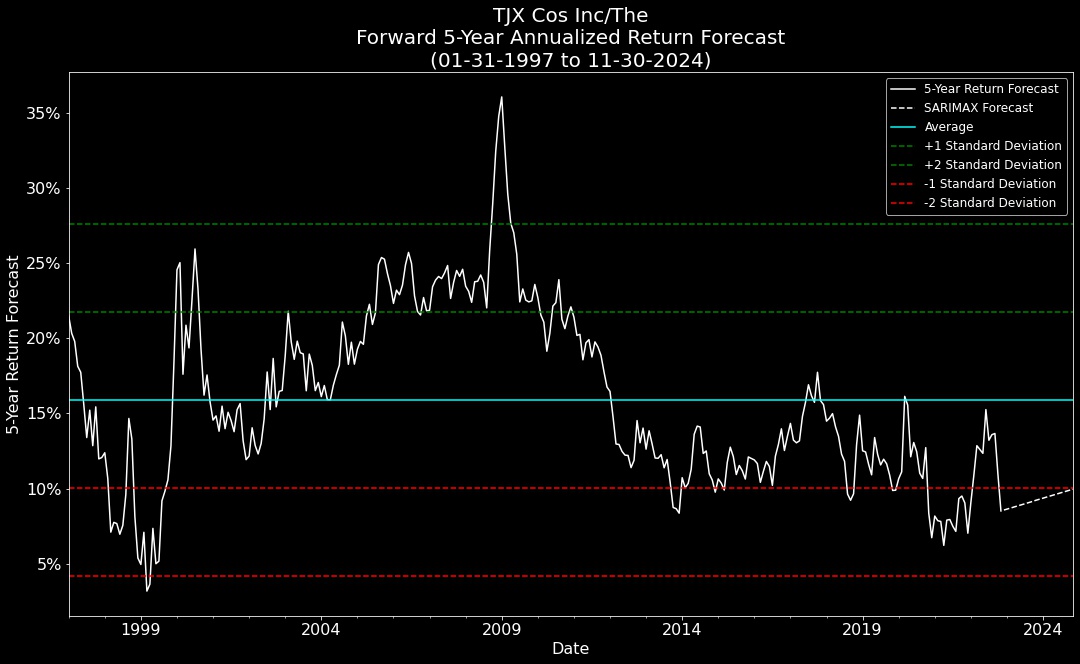 TJX Cos Inc/The
Forward 5-Year Annualized Return Forecast
(01-31-1997 to 11-30-2024)
5-Year Return Forecast
SARIMAX Forecast
Average
+1 Standard Deviation
+2 Standard Deviation
-1 Standard Deviation
-2 Standard Deviation
35%
30%
25%
20%
15%
10%
5%
5-Year Return Forecast
1999 2004 2009 2014 2019 2024
Date